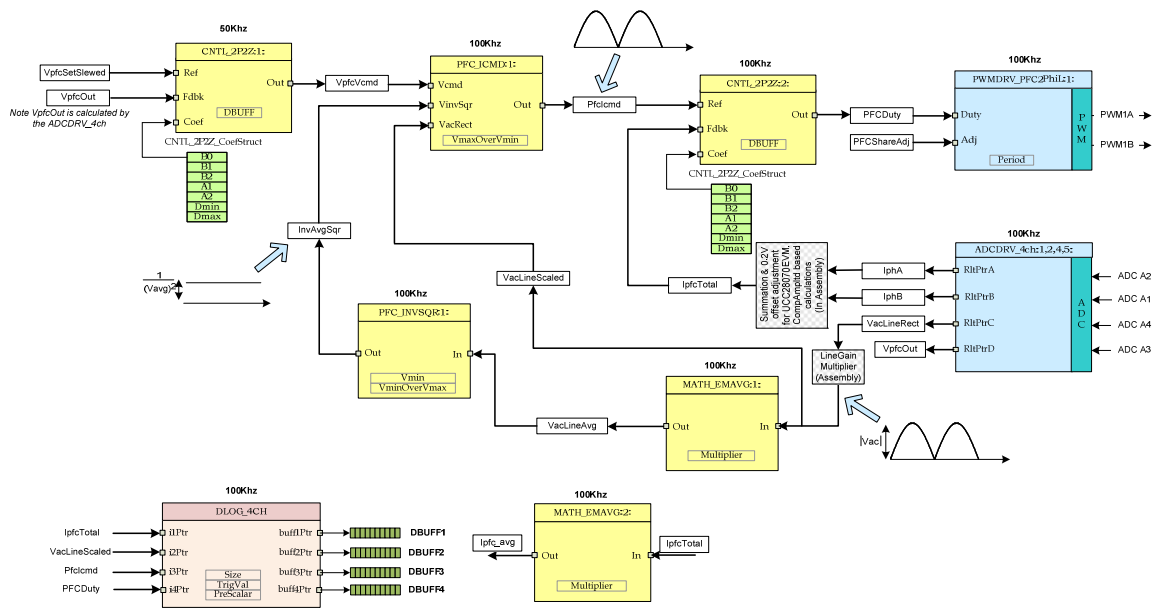 50Khz
CNTL_2P2Z:1:
Ref
Fdbk
Coef
Out
DBUFF
VpfcSetSlewed
VpfcOut
Note VpfcOut is calculated by
the ADCDRV_4ch
CNTL_2P2Z_CoefStruct
B0
B1
B2
A1
A2
Dmin
Dmax
VpfcVcmd
100Khz
PFC_ICMD:1:
Vcmd
VinvSqr
VacRect
Out
VmaxOverVmin
PfcIcmd
100Khz
CNTL_2P2Z:2:
Ref
Fdbk
Coef
Out
DBUFF
CNTL_2P2Z_CoefStruct
B0
B1
B2
A1
A2
Dmin
Dmax
PFCDuty
PFCShareAdj
100Khz
PWMDRV_PFC2PhiL:1:
Duty
Adj
Period
P
W
M
PWM1A
PWM1B
InvAvgSqr
1
(Vavg)2
VacLineScaled
IpfcTotal
Summation & 0.2V
offset adjustment
for UCC28070EVM.
CompAmpltd based
calculations
(In Assembly)
IphA
IphB
VacLineRect
VpfcOut
100Khz
ADCDRV_4ch:1,2,4,5:
RltPtrA
RltPtrB
RltPtrC
RltPtrD
A
D
C
ADC A2
ADC A1
ADC A4
ADC A3
100Khz
PFC_INVSQR:1:
Out
In
Vmin
VminOverVmax
VacLineAvg
100Khz
MATH_EMAVG:1:
Out
In
Multiplier
LineGain
Multiplier
(Assembly)
|Vac|
100Khz
DLOG_4CH
IpfcTotal
VacLineScaled
PfcIcmd
PFCDuty
i1Ptr
i2Ptr
i3Ptr
i4Ptr
Size
TrigVal
PreScalar
buff1Ptr
buff2Ptr
buff3Ptr
buff4Ptr
DBUFF1
DBUFF2
DBUFF3
DBUFF4
100Khz
MATH_EMAVG:2:
Ipfc_avg
Out
In
IpfcTotal
Multiplier